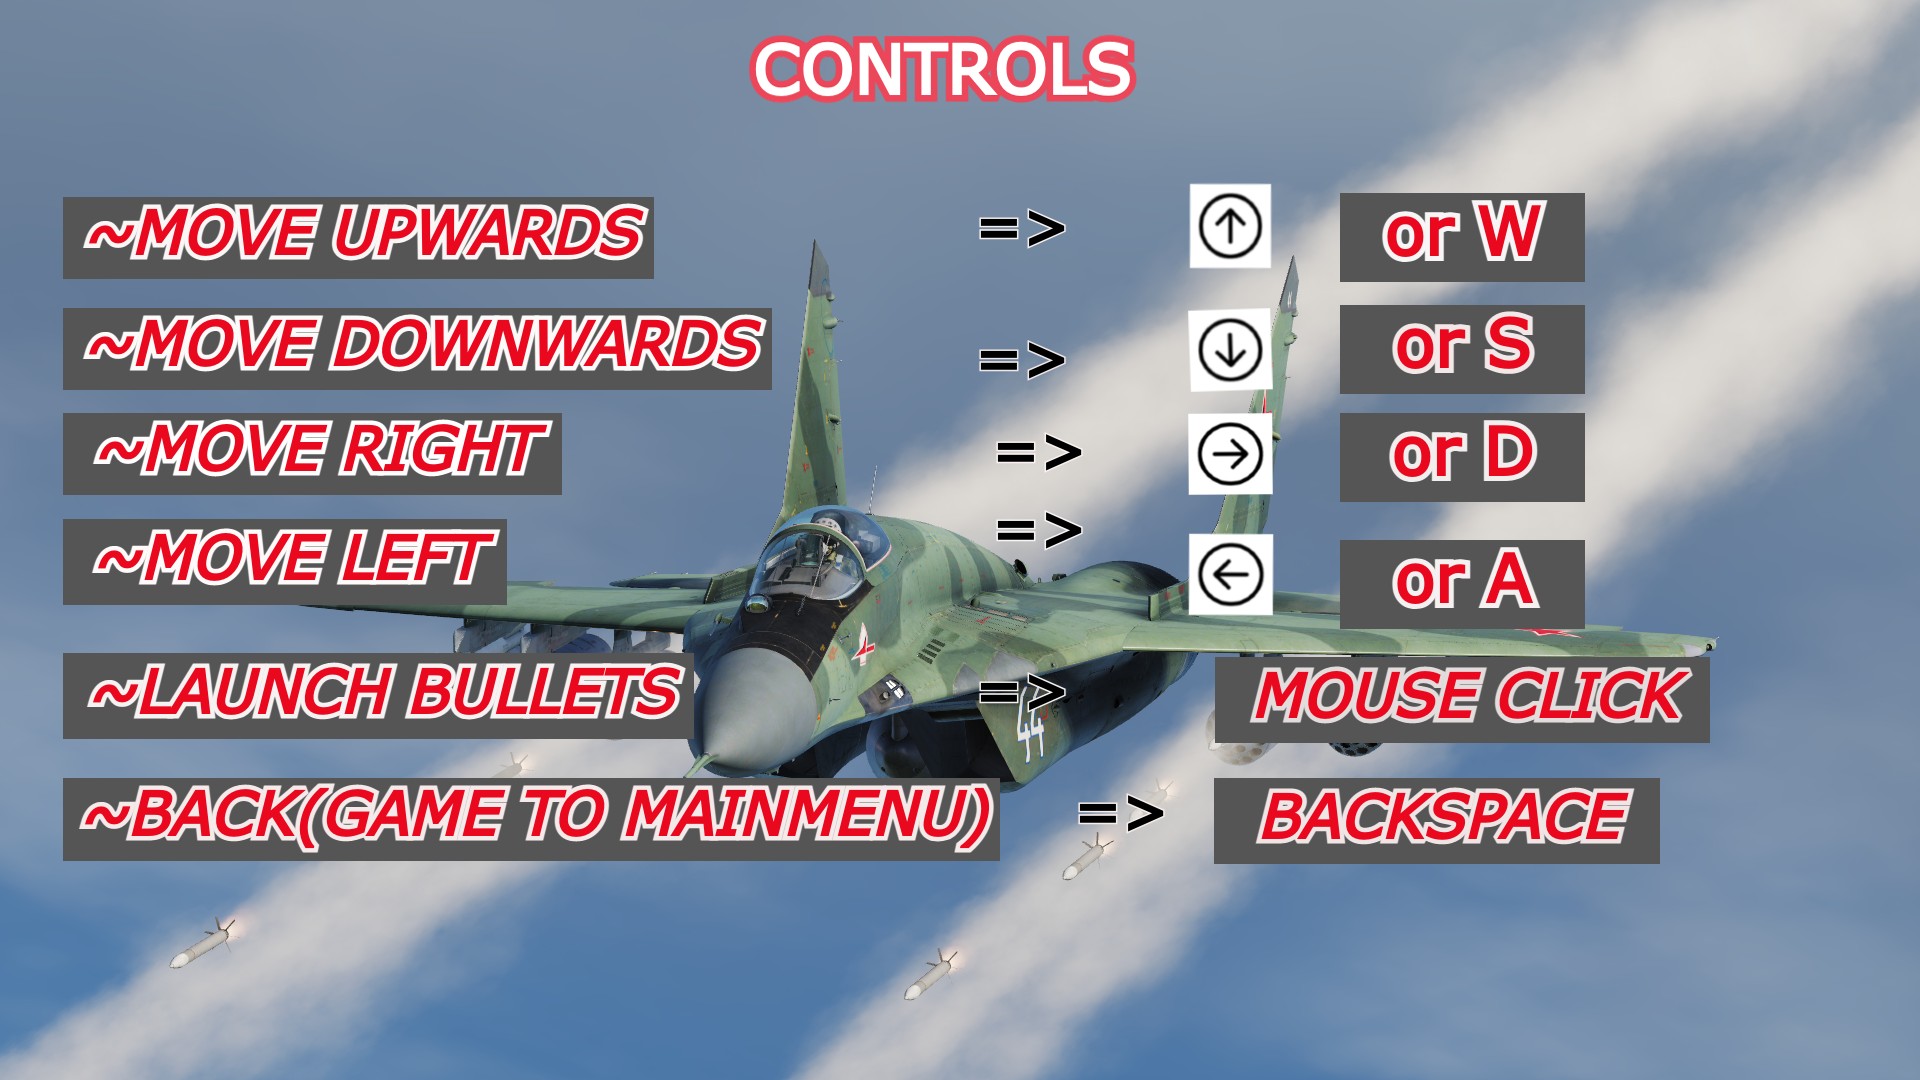 CONTROLS
~MOVE UPWARDS => ↑ or W
~MOVE DOWNWARDS => ↓ or S
~MOVE RIGHT => → or D
~MOVE LEFT => ← or A
~LAUNCH BULLETS => MOUSE CLICK
44
~BACK(GAME TO MAINMENU) => BACKSPACE